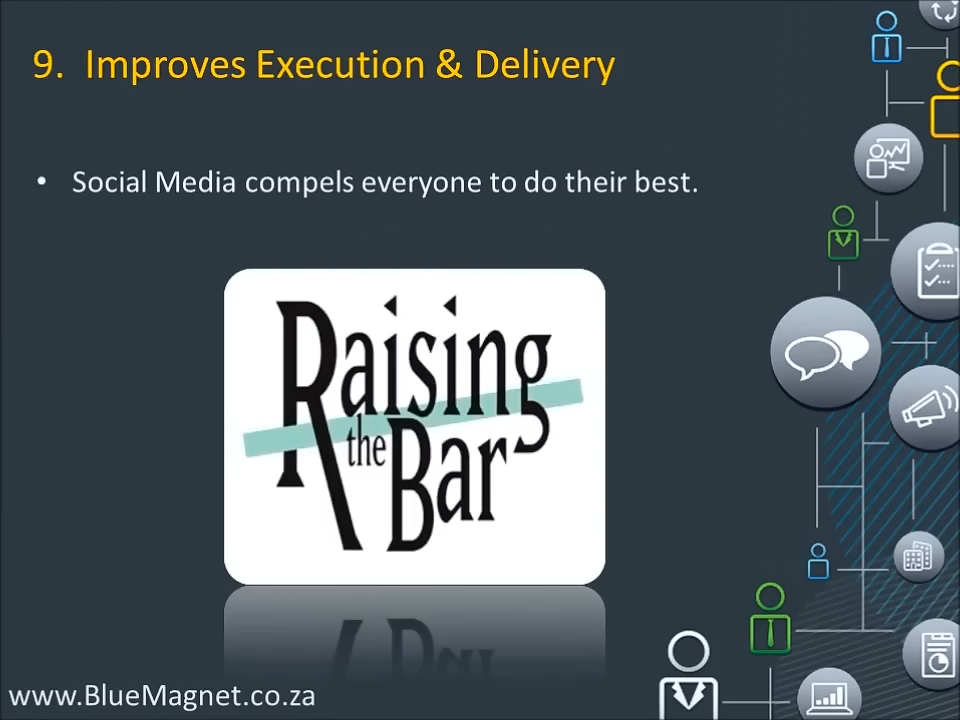 9. Improves Execution & Delivery
• Social Media compels everyone to do their best.
Raising
the Bar
www.BlueMagnet.co.za